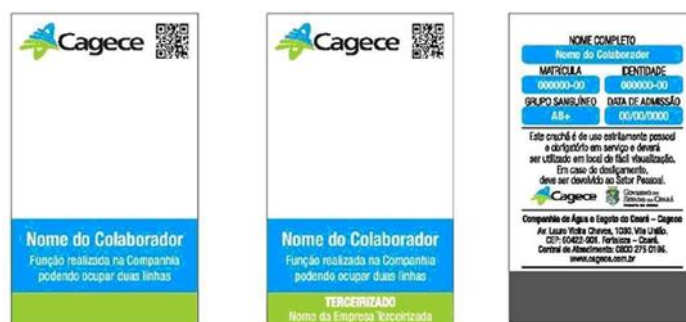 Cagece
Nome do Colaborador
Função realizada na Companhia
podendo ocupar duas linhas
Cagece
Nome do Colaborador
Função realizada na Companhia
podendo ocupar duas linhas
TERCEIRIZADO
Nome da Empresa Terceirizada
NOME COMPLETO
Nome do Colaborador
MATRÍCULA IDENTIDADE
000000-00 000000-00
GRUPO SANGUÍNEO DATA DE ADMISSÃO
AB+ 00/00/0000
Este crachá é de uso estritamente pessoal
e obrigatório em serviço e deverá
ser utilizado em local de fácil visualização.
Em caso de desligamento,
deve ser devolvido ao Setor Pessoal.
Cagece Governo do
Estado do Ceará
Companhia de Água e Esgoto do Ceará – Cagece
Av. Lauro Vieira Chaves, 1030. Vila União.
CEP: 60422-901. Fortaleza – Ceará.
Central de Atendimento: 0800 275 0195.
www.cagece.com.br